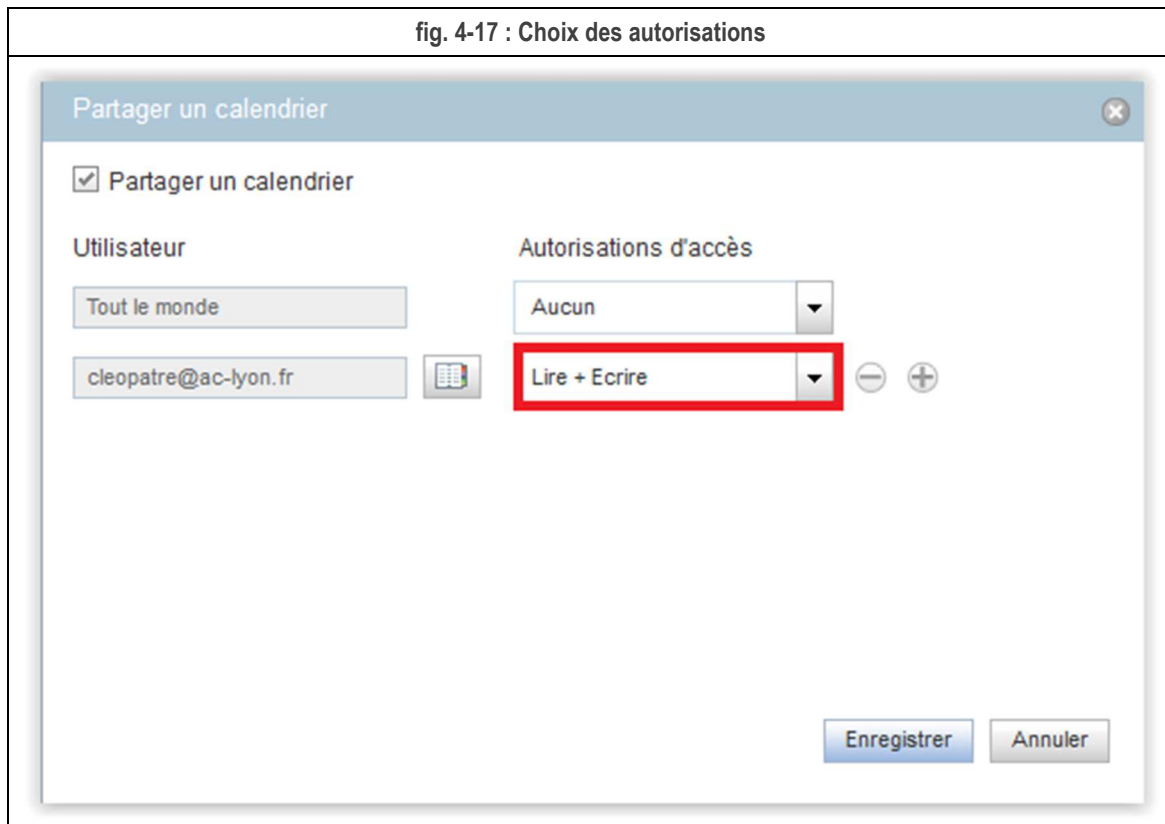 fig. 4-17 : Choix des autorisations
Partager un calendrier
Partager un calendrier
Utilisateur Autorisations d'accès
Tout le monde Aucun
cleopatre@ac-lyon.fr Lire + Ecrire
Enregistrer Annuler